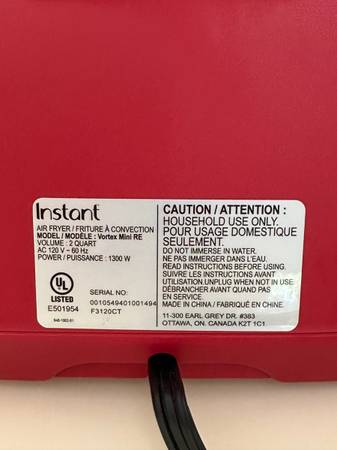 Instant
AIR FRYER / FRITURE À CONVECTION
MODEL / MODÈLE : Vortex Mini RE
VOLUME : 2 QUART
AC 120 V ~ 60 Hz
POWER / PUISSANCE : 1300 W
UL
LISTED
E501954
SERIAL NO:
0010549401001494
F3120CT
CAUTION / ATTENTION :
HOUSEHOLD USE ONLY.
POUR USAGE DOMESTIQUE
SEULEMENT.
DO NOT IMMERSE IN WATER.
NE PAS IMMERGER DANS L'EAU.
READ INSTRUCTIONS BEFORE USING.
SUIVRE LES INSTRUCTIONS
D'UTILISATION.UNPLUG WHEN NOT IN USE.
DÉBRANCHER AVANT QUAND PAS
EN USAGE.
MADE IN CHINA / FABRIQUÉ EN CHINE.
11-300 EARL GREY DR. #383
OTTAWA, ON. CANADA K2T 1C1